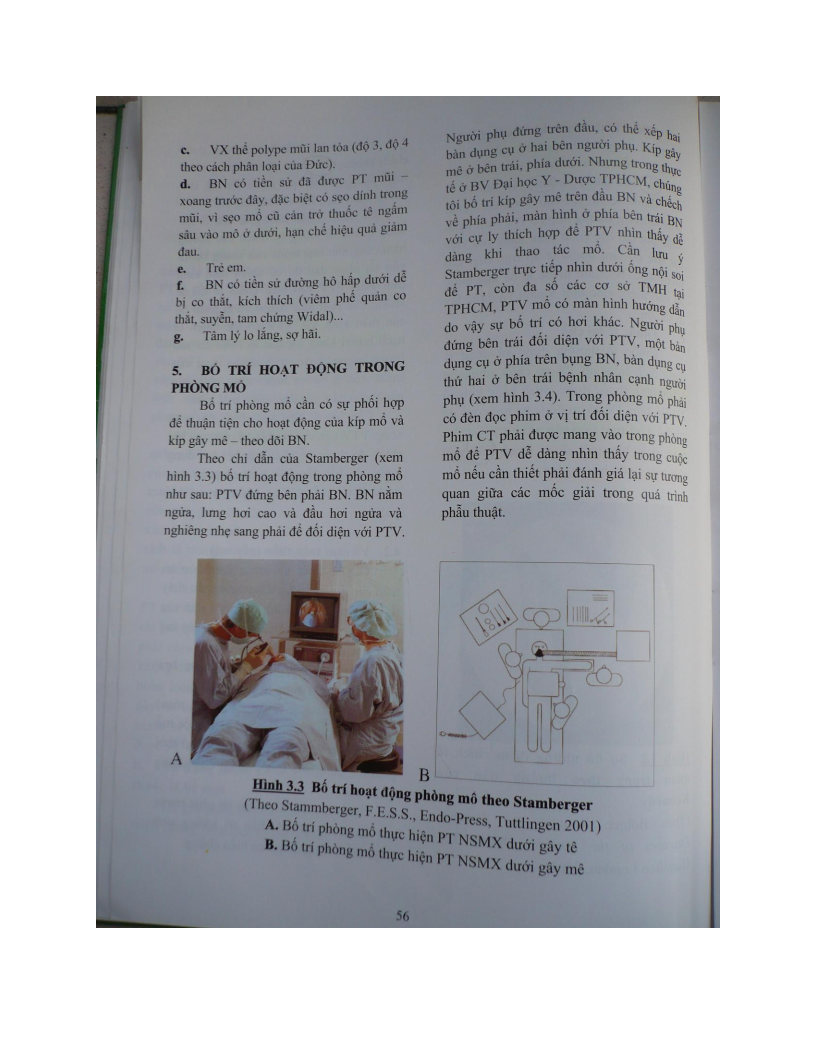 c. VX thể polype mũi lan tỏa (độ 3, độ 4
theo cách phân loại của Đức).
d. BN có tiền sử đã được PT mũi –
xoang trước đây, đặc biệt có sẹo dính trong
mũi, vì sẹo mổ cũ cản trở thuốc tê ngấm
sâu vào mô ở dưới, hạn chế hiệu quả giảm
đau.
e. Trẻ em.
f. BN có tiền sử đường hô hấp dưới dễ
bị co thắt, kích thích (viêm phế quản co
thắt, suyễn, tam chứng Widal)...
g. Tâm lý lo lắng, sợ hãi.
5. BỐ TRÍ HOẠT ĐỘNG TRONG
PHÒNG MỔ
Bố trí phòng mổ cần có sự phối hợp
để thuận tiện cho hoạt động của kíp mổ và
kíp gây mê – theo dõi BN.
Theo chỉ dẫn của Stamberger (xem
hình 3.3) bố trí hoạt động trong phòng mổ
như sau: PTV đứng bên phải BN. BN nằm
ngửa, lưng hơi cao và đầu hơi ngửa và
nghiêng nhẹ sang phải để đối diện với PTV.
Người phụ đứng trên đầu, có thể xếp hai
bàn dụng cụ ở hai bên người phụ. Kíp gây
mê ở bên trái, phía dưới. Nhưng trong thực
tế ở BV Đại học Y - Dược TPHCM, chúng
tôi bố trí kíp gây mê trên đầu BN và chếch
về phía phải, màn hình ở phía bên trái BN
với cự ly thích hợp để PTV nhìn thấy dễ
dàng khi thao tác mổ. Cần lưu ý
Stamberger trực tiếp nhìn dưới ống nội soi
để PT, còn đa số các cơ sở TMH tại
TPHCM, PTV mổ có màn hình hướng dẫn
do vậy sự bố trí có hơi khác. Người phụ
đứng bên trái đối diện với PTV, một bàn
dụng cụ ở phía trên bụng BN, bàn dụng cụ
thứ hai ở bên trái bệnh nhân cạnh người
phụ (xem hình 3.4). Trong phòng mổ phải
có đèn đọc phim ở vị trí đối diện với PTV.
Phim CT phải được mang vào trong phòng
mổ để PTV dễ dàng nhìn thấy trong cuộc
mổ nếu cần thiết phải đánh giá lại sự tương
quan giữa các mốc giải trong quá trình
phẫu thuật.
A
B
Hình 3.3 Bố trí hoạt động phòng mổ theo Stamberger
(Theo Stammberger, F.E.S.S., Endo-Press, Tuttlingen 2001)
A. Bố trí phòng mổ thực hiện PT NSMX dưới gây tê
B. Bố trí phòng mổ thực hiện PT NSMX dưới gây mê
56